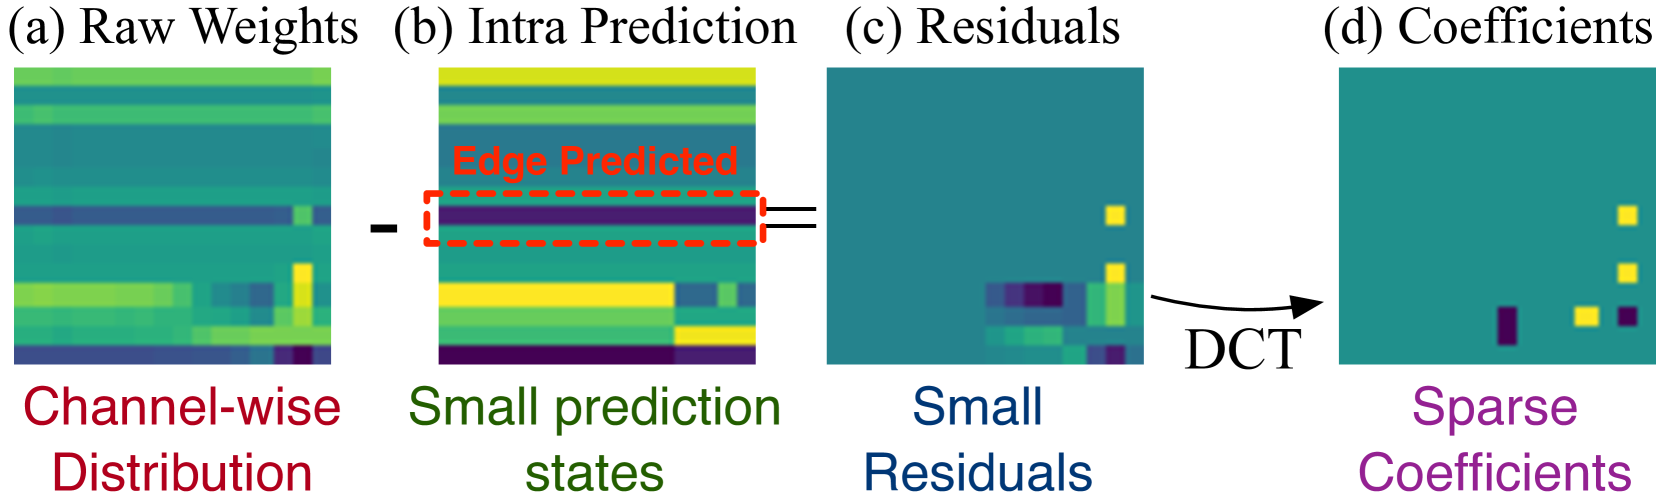 (a) Raw Weights
(b) Intra Prediction
(c) Residuals
(d) Coefficients
Edge Predicted
-
=
DCT
Channel-wise
Distribution
Small prediction
states
Small
Residuals
Sparse
Coefficients